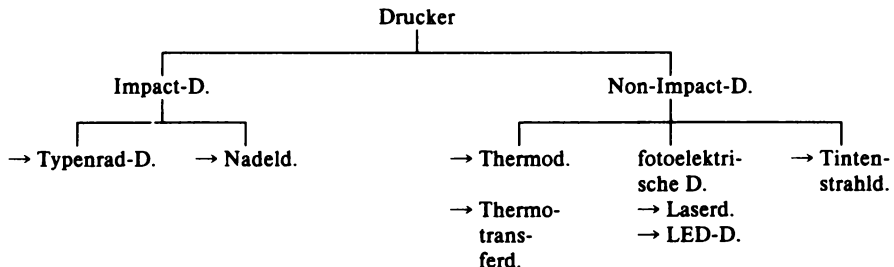 Drucker
Impact-D.
Non-Impact-D.
→ Typenrad-D.
→ Nadeld.
→ Thermod.
→ Thermo-
trans-
ferd.
fotoelektri-
sche D.
→ Laserd.
→ LED-D.
→ Tinten-
strahld.